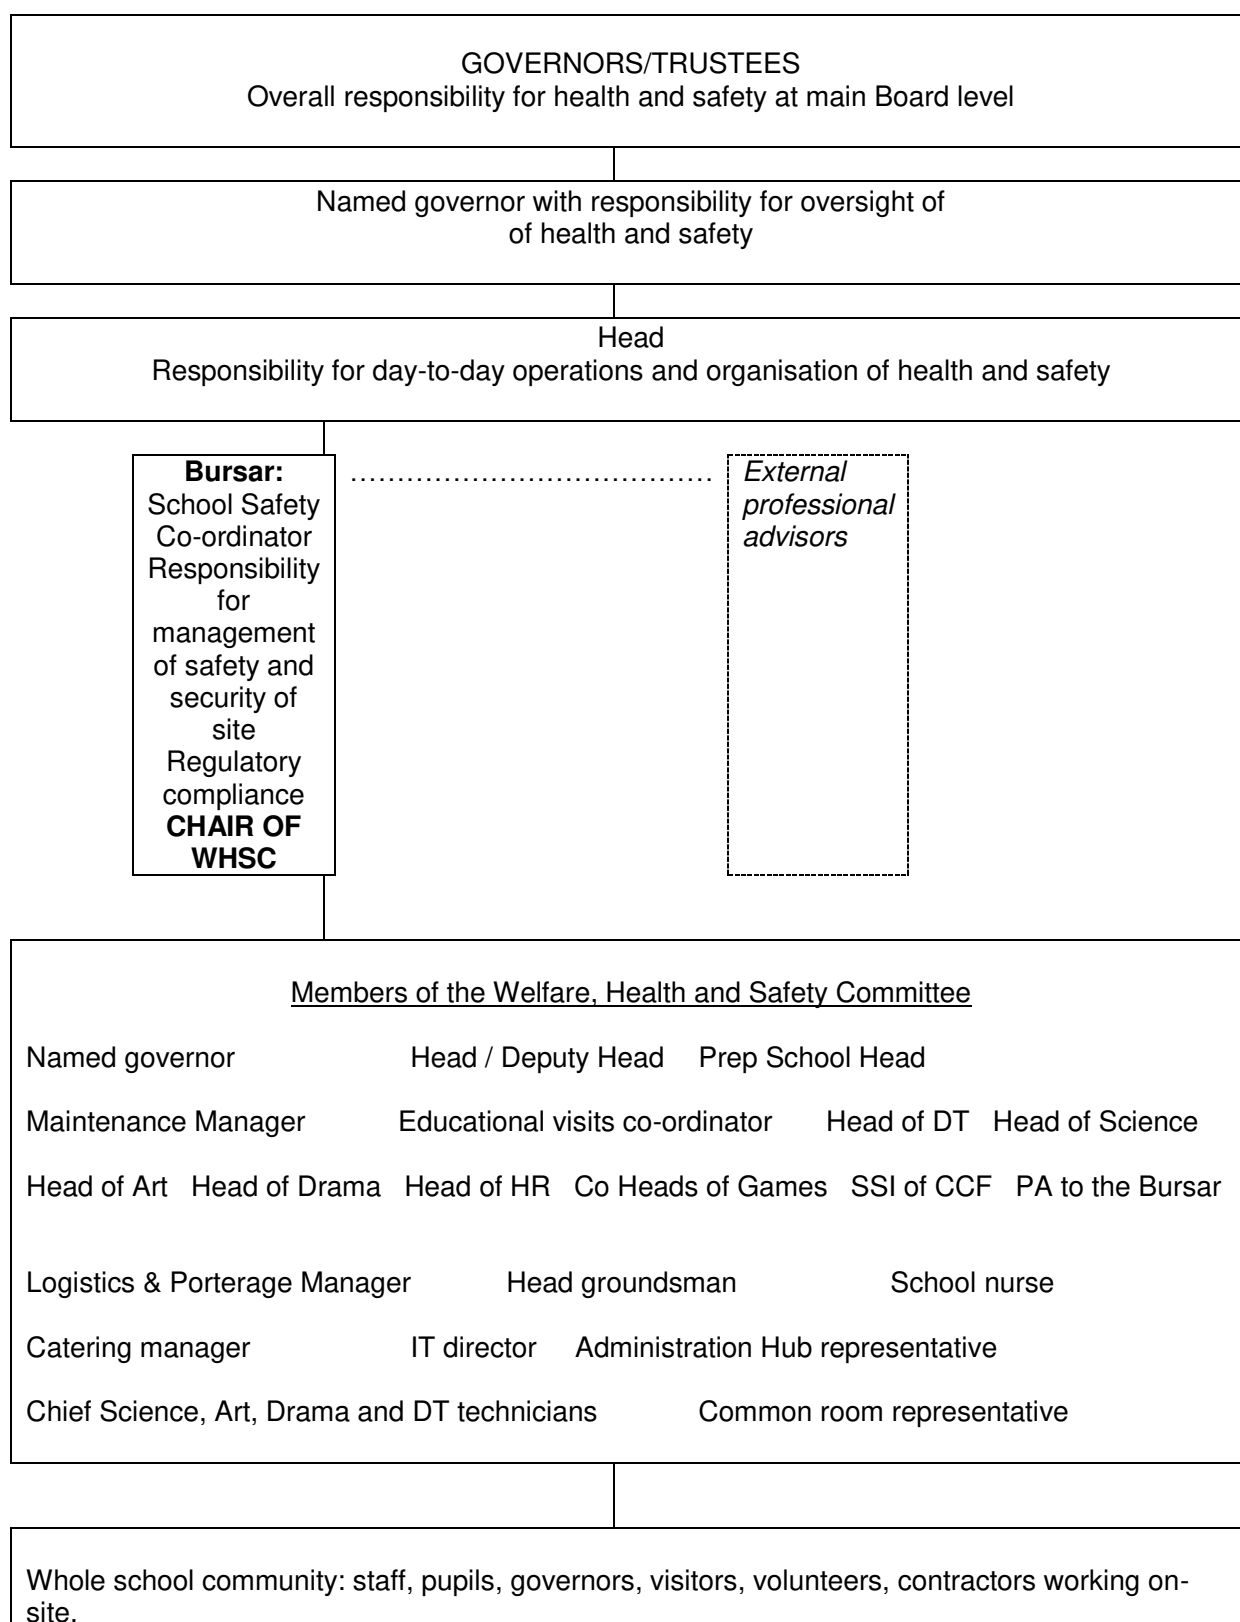 GOVERNORS/TRUSTEES
Overall responsibility for health and safety at main Board level
Named governor with responsibility for oversight of
of health and safety
Head
Responsibility for day-to-day operations and organisation of health and safety
Bursar:
School Safety
Co-ordinator
Responsibility
for
management
of safety and
security of
site
Regulatory
compliance
CHAIR OF
WHSC
.......................................
External
professional
advisors
Members of the Welfare, Health and Safety Committee
Named governor Head / Deputy Head Prep School Head
Maintenance Manager Educational visits co-ordinator Head of DT Head of Science
Head of Art Head of Drama Head of HR Co Heads of Games SSI of CCF PA to the Bursar
Logistics & Porterage Manager Head groundsman School nurse
Catering manager IT director Administration Hub representative
Chief Science, Art, Drama and DT technicians Common room representative
Whole school community: staff, pupils, governors, visitors, volunteers, contractors working on-
site.